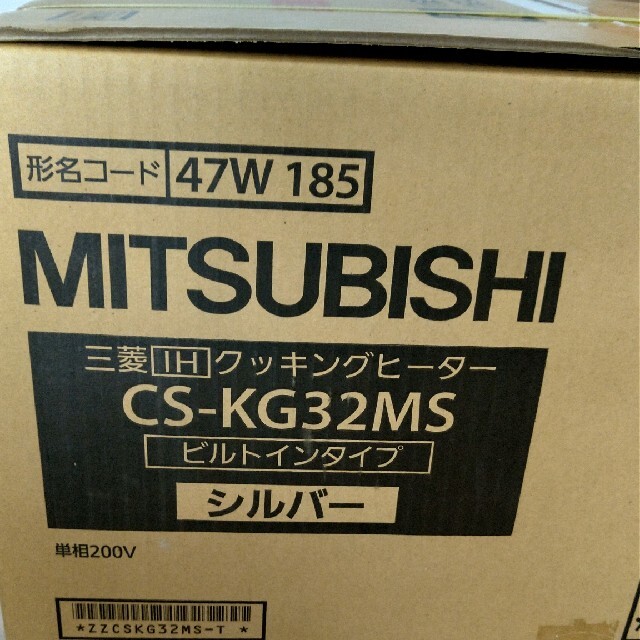 形名コード 47W 185
MITSUBISHI
三菱IHクッキングヒーター
CS-KG32MS
ビルトインタイプ
シルバー
単相200V
*ZZCSKG32MS-T *